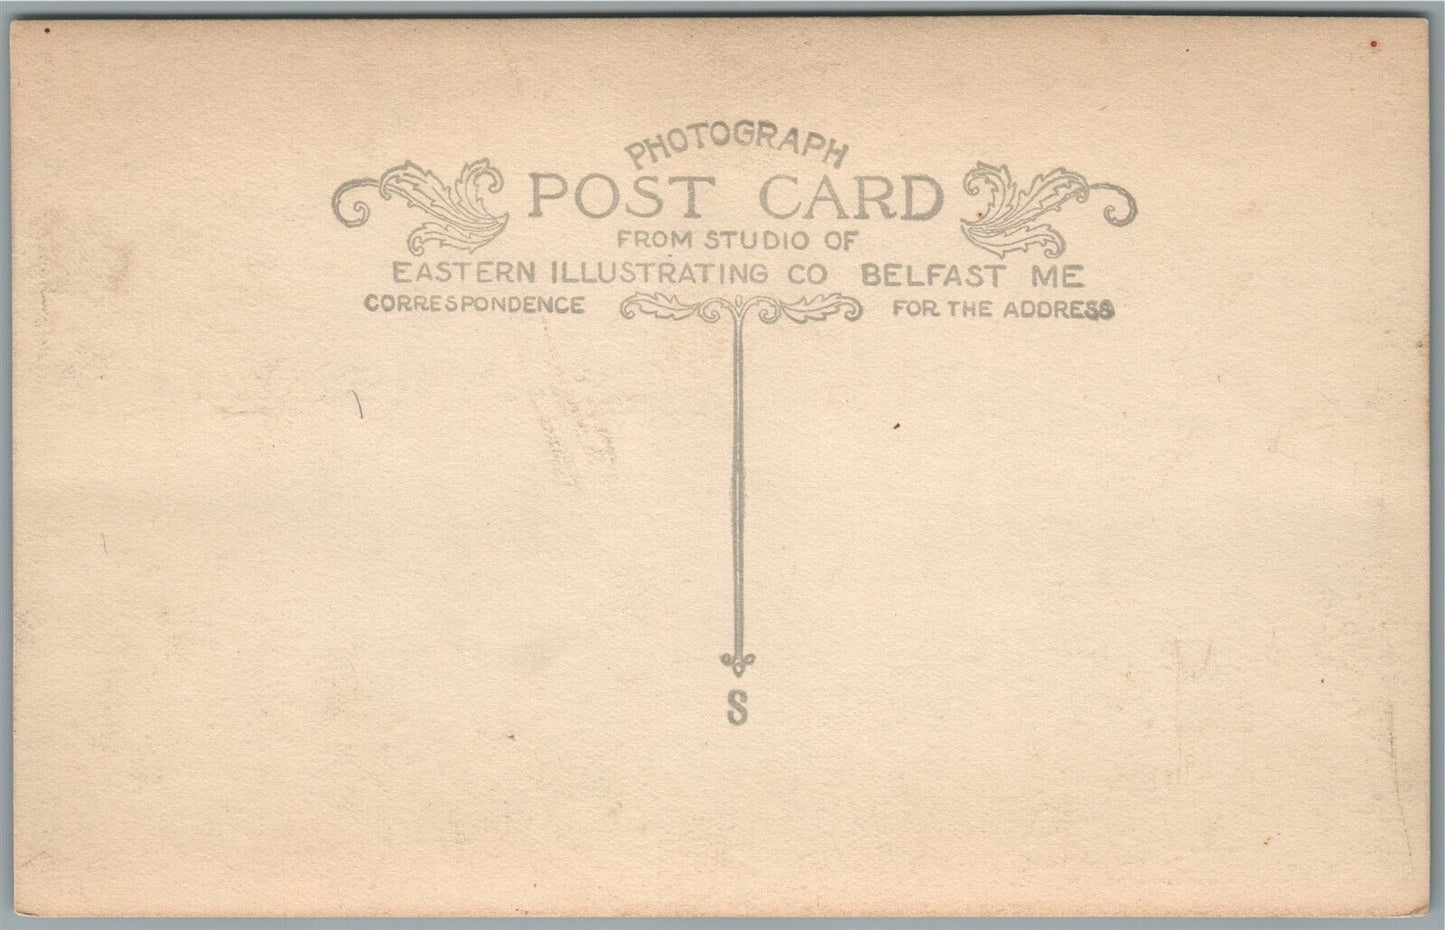 PHOTOGRAPH
POST CARD
FROM STUDIO OF
EASTERN ILLUSTRATING CO BELFAST ME
CORRESPONDENCE FOR THE ADDRESS
S